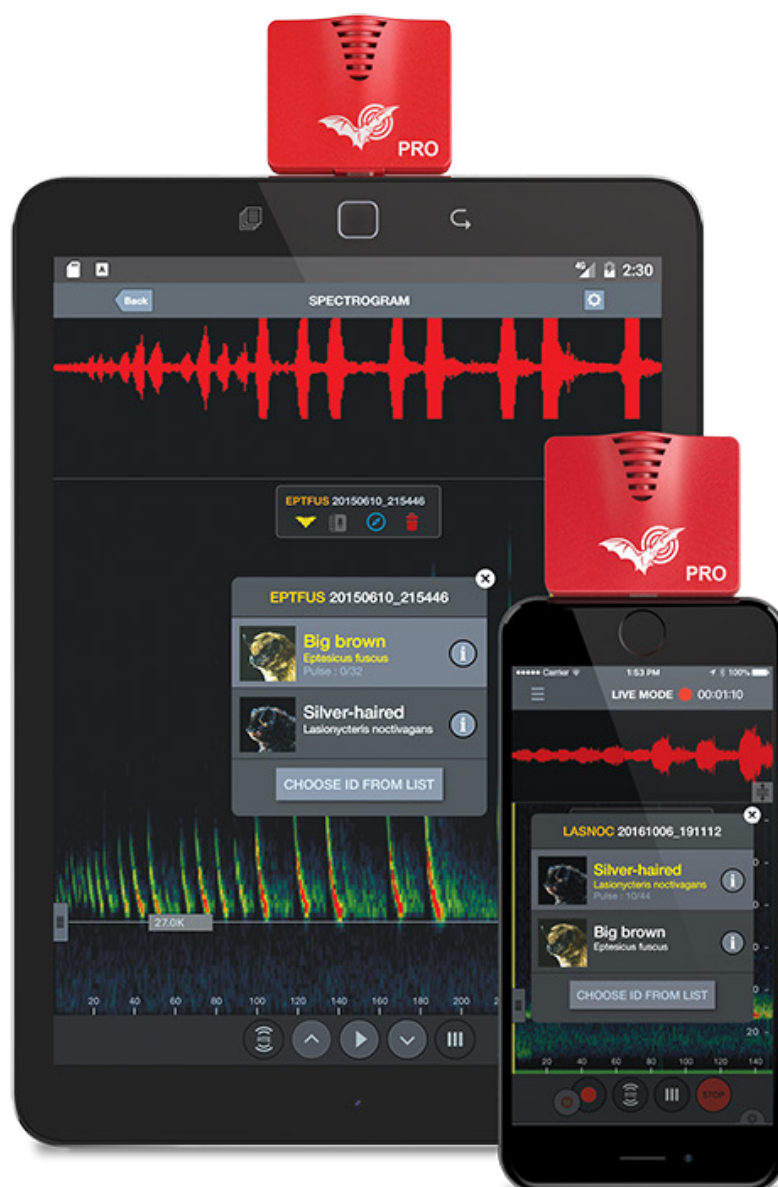 PRO
2:30
Back
SPECTROGRAM
EPTFUS 20150610_215446
EPTFUS 20150610_215446
Big brown
Eptesicus fuscus
Pulse : 0/32
Silver-haired
Lasionycteris noctivagans
CHOOSE ID FROM LIST
27.0K
20 40 60 80 100 120 140 160 180 200
PRO
Carrier 1:53 PM 100%
LIVE MODE 00:01:10
LASNOC 20161006_191112
Silver-haired
Lasionycteris noctivagans
Pulse : 10/44
Big brown
Eptesicus fuscus
CHOOSE ID FROM LIST
20
20 40 60 80 100 120 140
STOP